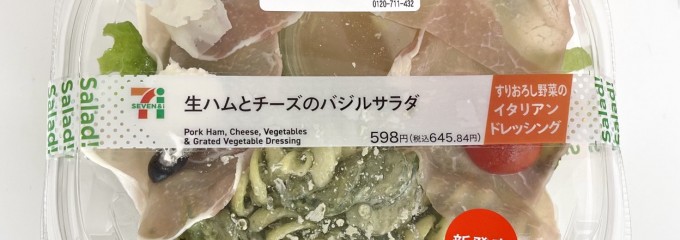 0120-711-432
Salad!
Salad!
Salad!
SEVEN&i
生ハムとチーズのバジルサラダ
Pork Ham, Cheese, Vegetables
& Grated Vegetable Dressing
598円(税込645.84円)
すりおろし野菜の
イタリアン
ドレッシング
Salad!
Salad!